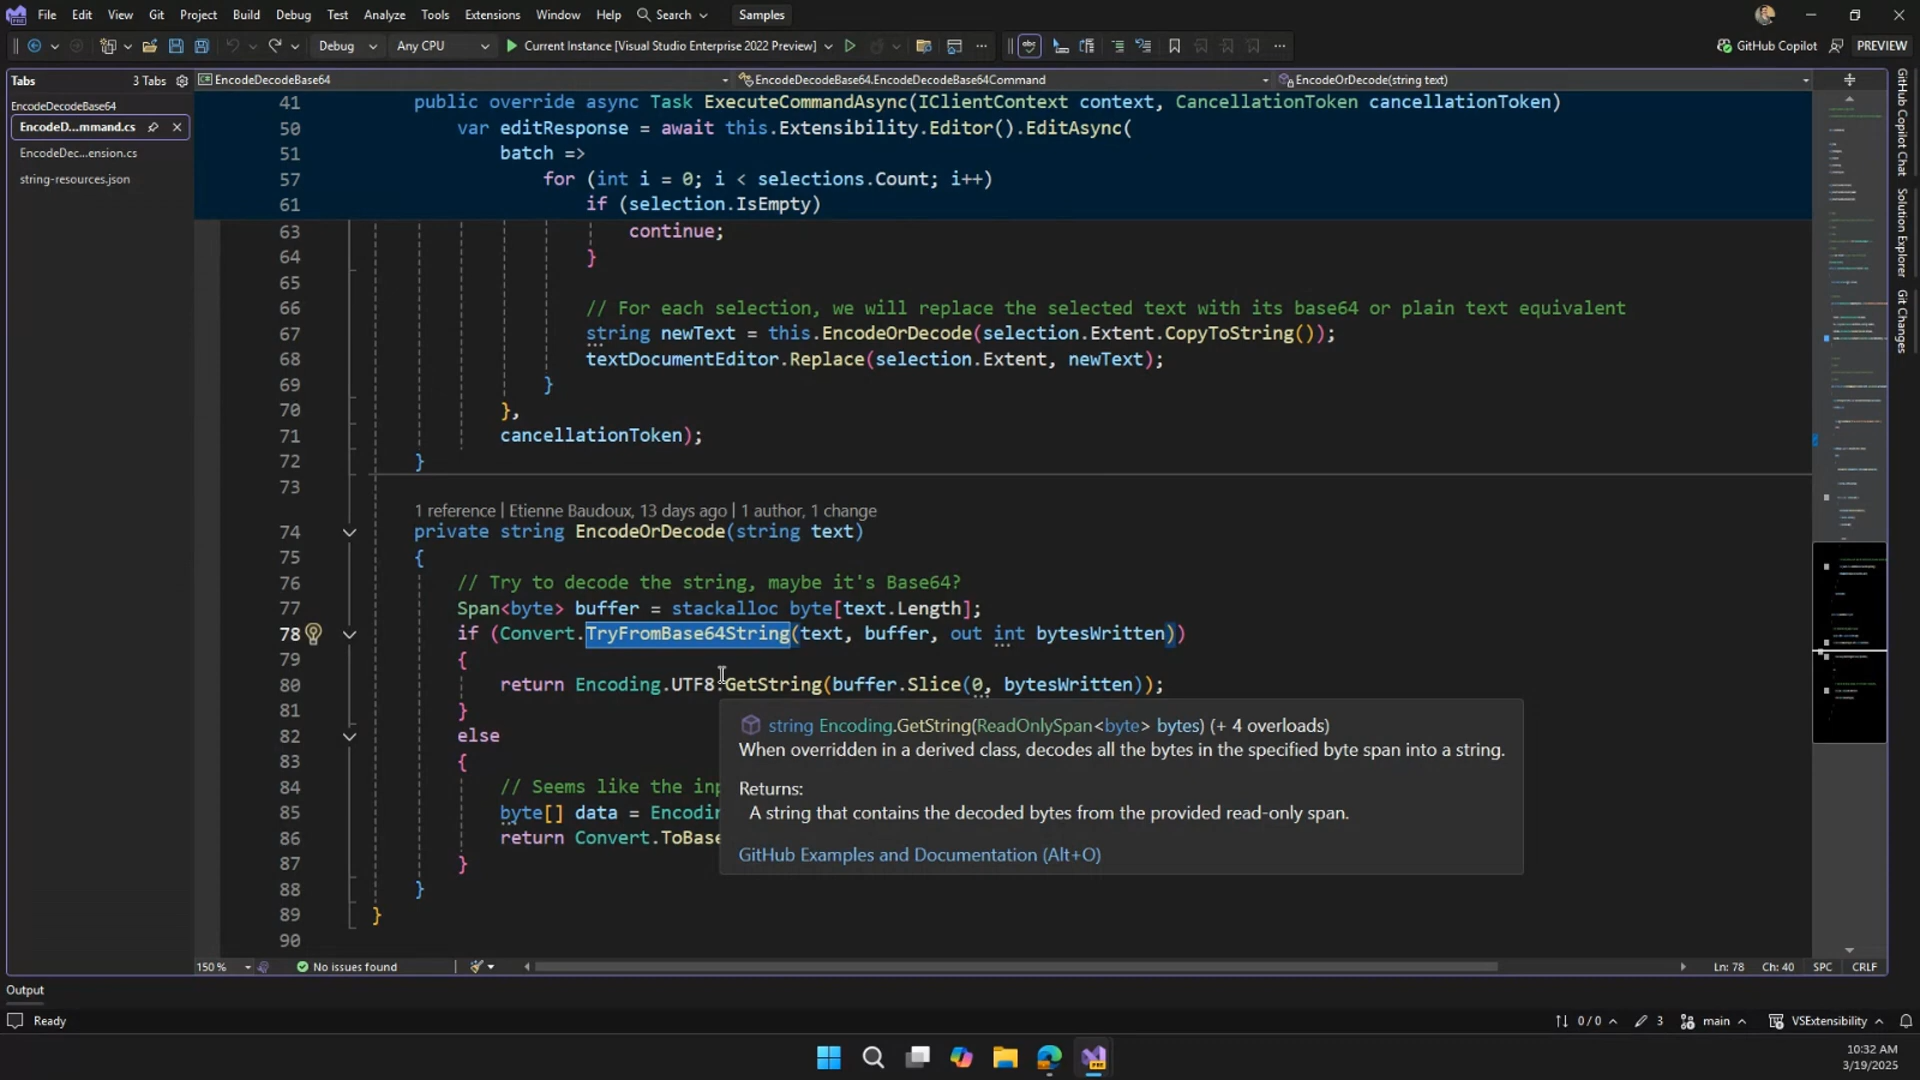 File Edit View Git Project Build Debug Test Analyze Tools Extensions Window Help Search Samples
Debug Any CPU Current Instance [Visual Studio Enterprise 2022 Preview] GitHub Copilot PREVIEW
Tabs 3 Tabs
EncodeDecodeBase64
EncodeD...mmand.cs
EncodeDec...ension.cs
string-resources.json
EncodeDecodeBase64 EncodeDecodeBase64.EncodeDecodeBase64Command EncodeOrDecode(string text)
41 public override async Task ExecuteCommandAsync(IClientContext context, CancellationToken cancellationToken)
50 var editResponse = await this.Extensibility.Editor().EditAsync(
51 batch =>
57 for (int i = 0; i < selections.Count; i++)
61 if (selection.IsEmpty)
63 continue;
64 }
65
66 // For each selection, we will replace the selected text with its base64 or plain text equivalent
67 string newText = this.EncodeOrDecode(selection.Extent.CopyToString());
68 textDocumentEditor.Replace(selection.Extent, newText);
69 }
70 },
71 cancellationToken);
72 }
73
1 reference | Etienne Baudoux, 13 days ago | 1 author, 1 change
74 private string EncodeOrDecode(string text)
75 {
76 // Try to decode the string, maybe it's Base64?
77 Span<byte> buffer = stackalloc byte[text.Length];
78 if (Convert.TryFromBase64String(text, buffer, out int bytesWritten))
79 {
80 return Encoding.UTF8.GetString(buffer.Slice(0, bytesWritten));
81 }
82 else
83 {
84 // Seems like the inp
85 byte[] data = Encodin
86 return Convert.ToBase
87 }
88 }
89 }
90
string Encoding.GetString(ReadOnlySpan<byte> bytes) (+ 4 overloads)
When overridden in a derived class, decodes all the bytes in the specified byte span into a string.
Returns:
A string that contains the decoded bytes from the provided read-only span.
GitHub Examples and Documentation (Alt+O)
150 % No issues found Ln: 78 Ch: 40 SPC CRLF
Output
Ready 0 / 0 3 main VSExtensibility
10:32 AM
3/19/2025
GitHub Copilot Chat
Solution Explorer
Git Changes